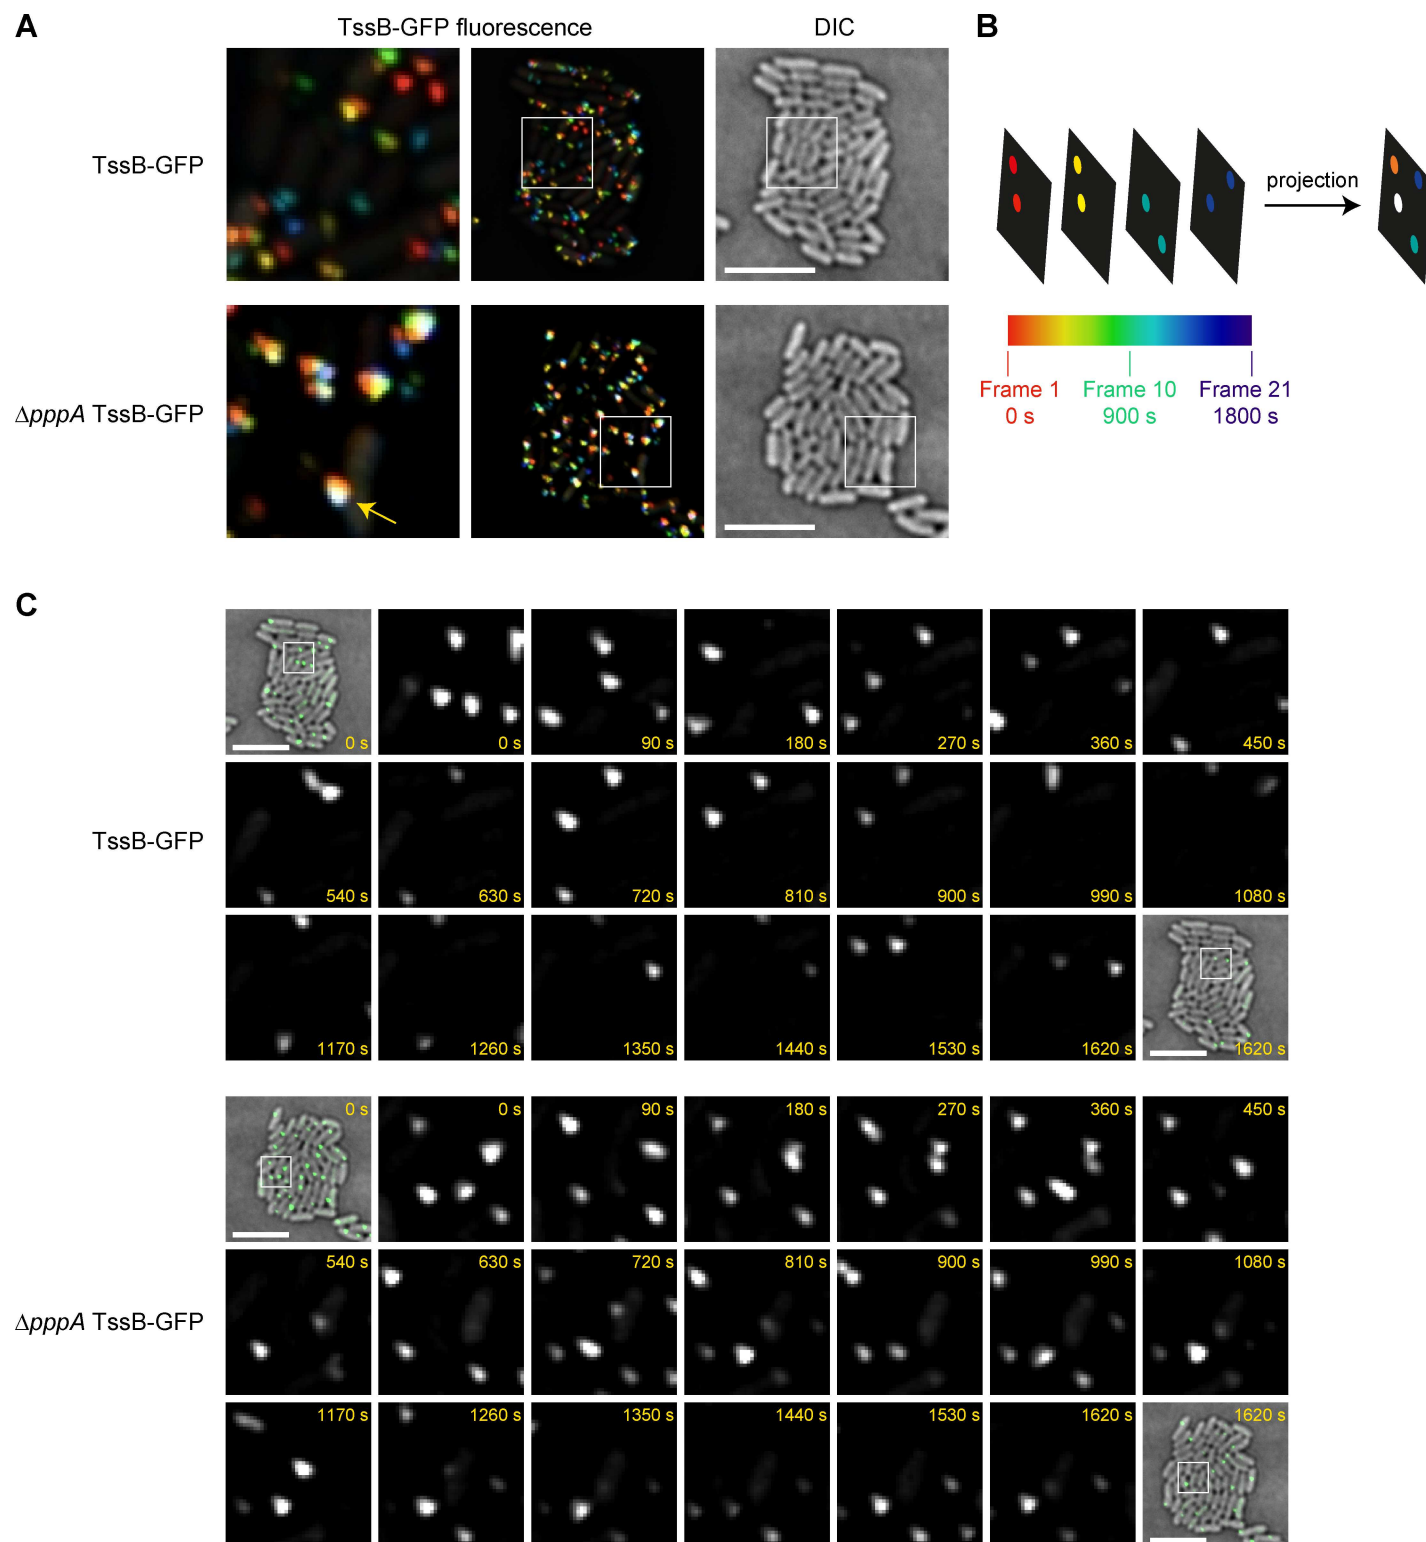 A
TssB-GFP fluorescence
DIC
B
TssB-GFP
projection
ΔpppA TssB-GFP
Frame 1
0 s
Frame 10
900 s
Frame 21
1800 s
C
TssB-GFP
0 s
0 s
90 s
180 s
270 s
360 s
450 s
540 s
630 s
720 s
810 s
900 s
990 s
1080 s
1170 s
1260 s
1350 s
1440 s
1530 s
1620 s
1620 s
ΔpppA TssB-GFP
0 s
0 s
90 s
180 s
270 s
360 s
450 s
540 s
630 s
720 s
810 s
900 s
990 s
1080 s
1170 s
1260 s
1350 s
1440 s
1530 s
1620 s
1620 s